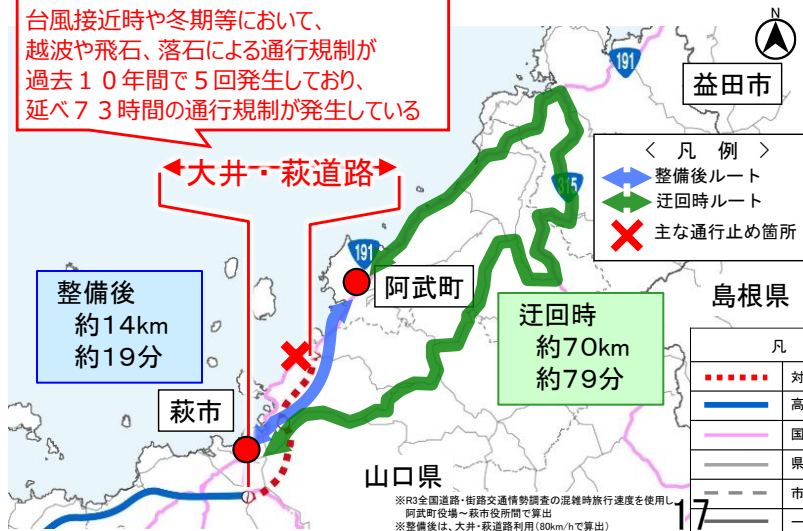 台風接近時や冬期等において、
越波や飛石、落石による通行規制が
過去１０年間で５回発生しており、
延べ７３時間の通行規制が発生している
N
191
益田市
大井・萩道路
＜ 凡 例 ＞
整備後ルート
迂回時ルート
主な通行止め箇所
315
191
阿武町
整備後
約14km
約19分
迂回時
約70km
約79分
島根県
萩市
凡
対
高
国
県
市
一
山口県
※R3全国道路・街路交通情勢調査の混雑時旅行速度を使用し、
阿武町役場～萩市役所間で算出
※整備後は、大井・萩道路利用(80km/hで算出)
17